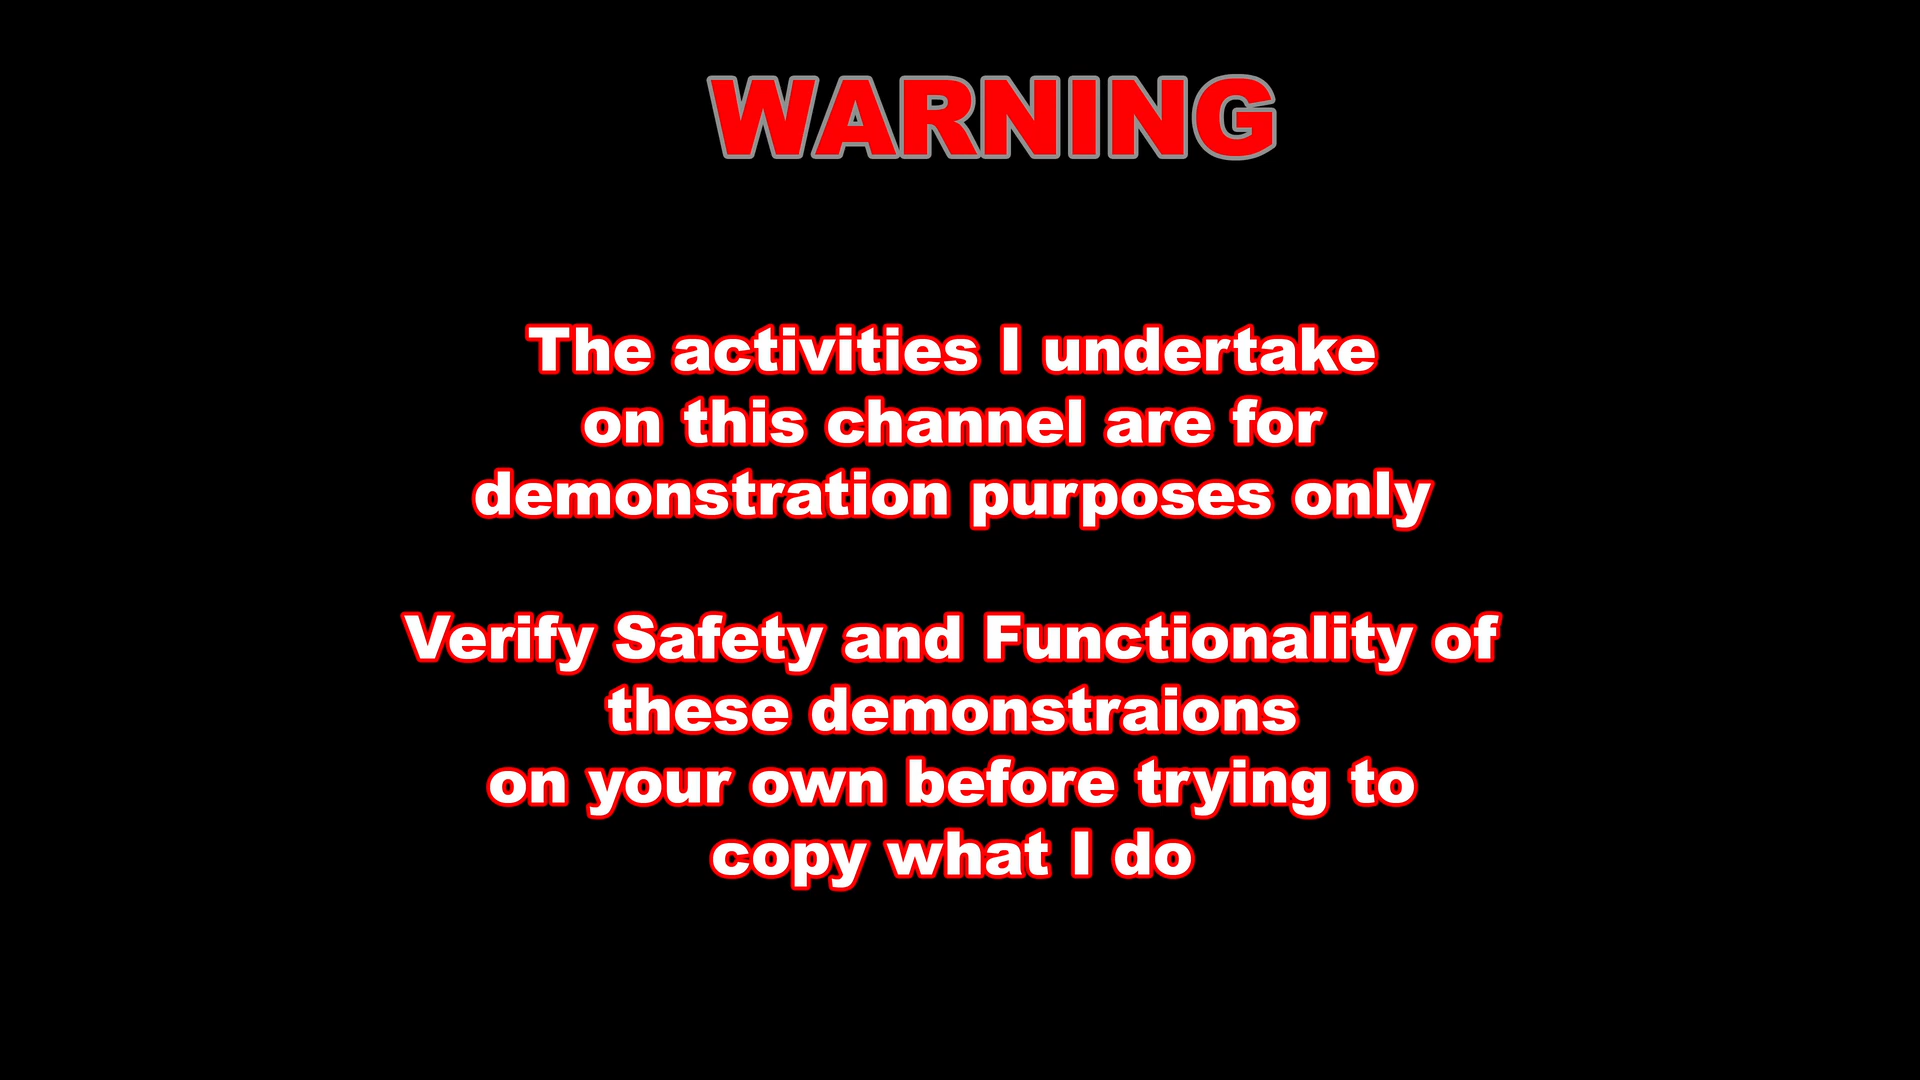 WARNING
The activities I undertake
on this channel are for
demonstration purposes only
Verify Safety and Functionality of
these demonstraions
on your own before trying to
copy what I do